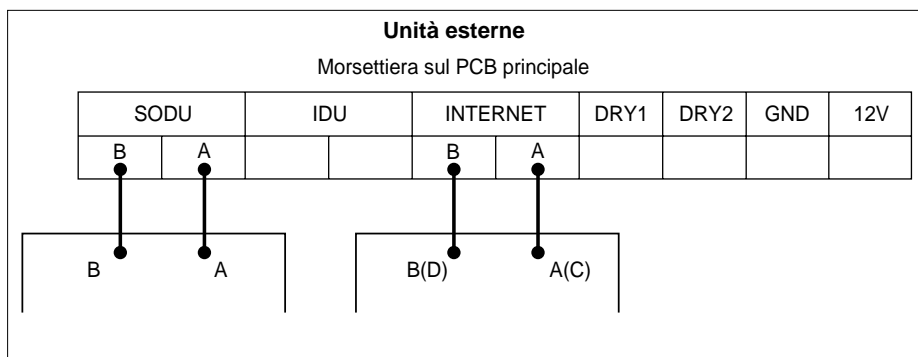 Unità esterne
Morsettiera sul PCB principale
SODU IDU INTERNET DRY1 DRY2 GND 12V
B A B A
B A B(D) A(C)